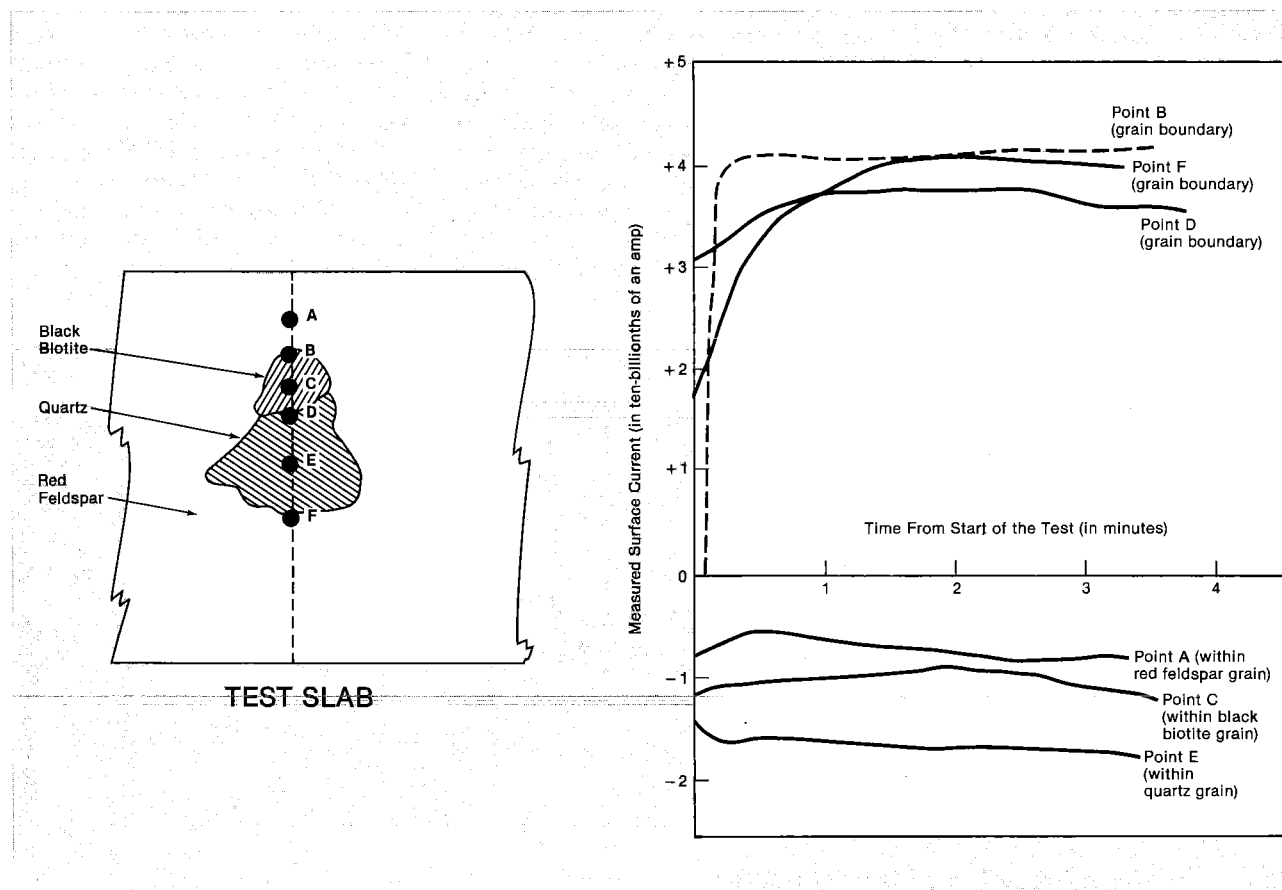 Black
Biotite
Quartz
Red
Feldspar
A
B
C
D
E
F
TEST SLAB
Measured Surface Current (in ten-billionths of an amp)
+5
+4
+3
+2
+1
0
−1
−2
Point B
(grain boundary)
Point F
(grain boundary)
Point D
(grain boundary)
Time From Start of the Test (in minutes)
1
2
3
4
Point A (within
red feldspar grain)
Point C
(within black
biotite grain)
Point E
(within
quartz grain)